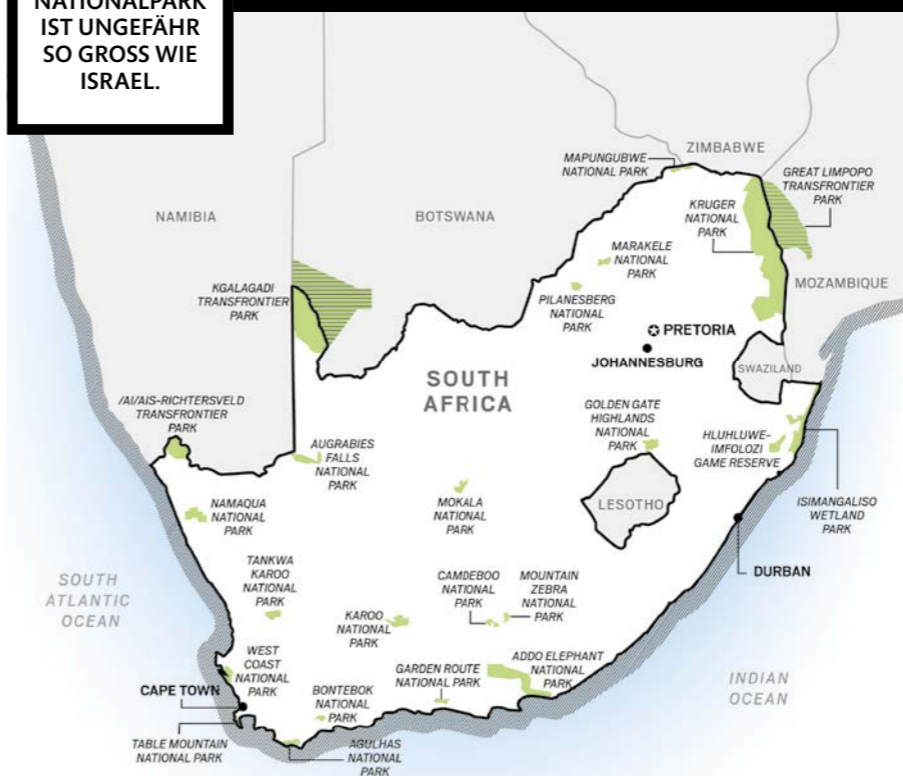 NATIONALPARK
IST UNGEFÄHR
SO GROSS WIE
ISRAEL.
ZIMBABWE
MAPUNGUBWE
NATIONAL PARK
GREAT LIMPOPO
TRANSFRONTIER
PARK
NAMIBIA
BOTSWANA
KRUGER
NATIONAL
PARK
MARAKELE
NATIONAL
PARK
KGALAGADI
TRANSFRONTIER
PARK
MOZAMBIQUE
PILANESBERG
NATIONAL
PARK
PRETORIA
JOHANNESBURG
SWAZILAND
SOUTH
AFRICA
/AI/AIS-RICHTERSVELD
TRANSFRONTIER
PARK
GOLDEN GATE
HIGHLANDS
NATIONAL
PARK
AUGRABIES
FALLS
NATIONAL
PARK
HLUHLUWE-
IMFOLOZI
GAME RESERVE
NAMAQUA
NATIONAL
PARK
MOKALA
NATIONAL
PARK
LESOTHO
ISIMANGALISO
WETLAND
PARK
DURBAN
SOUTH
ATLANTIC
OCEAN
TANKWA
KAROO
NATIONAL
PARK
CAMDEBOO
NATIONAL
PARK
MOUNTAIN
ZEBRA
NATIONAL
PARK
KAROO
NATIONAL
PARK
WEST
COAST
NATIONAL
PARK
GARDEN ROUTE
NATIONAL PARK
ADDO ELEPHANT
NATIONAL
PARK
INDIAN
OCEAN
CAPE TOWN
BONTEBOK
NATIONAL
PARK
TABLE MOUNTAIN
NATIONAL PARK
AGULHAS
NATIONAL
PARK